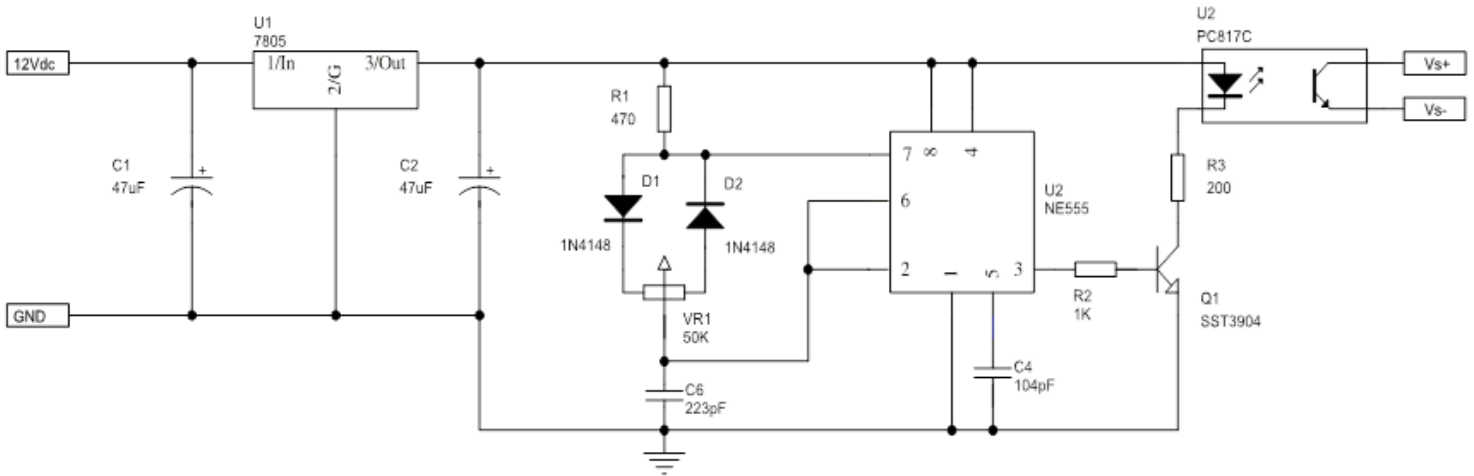 U1
7805
12Vdc
1/In
2/G
3/Out
C1
47uF
C2
47uF
GND
R1
470
D1
1N4148
D2
1N4148
VR1
50K
C6
223pF
7
8
4
6
2
1
5
3
U2
NE555
R2
1K
C4
104pF
Q1
SST3904
R3
200
U2
PC817C
Vs+
Vs-